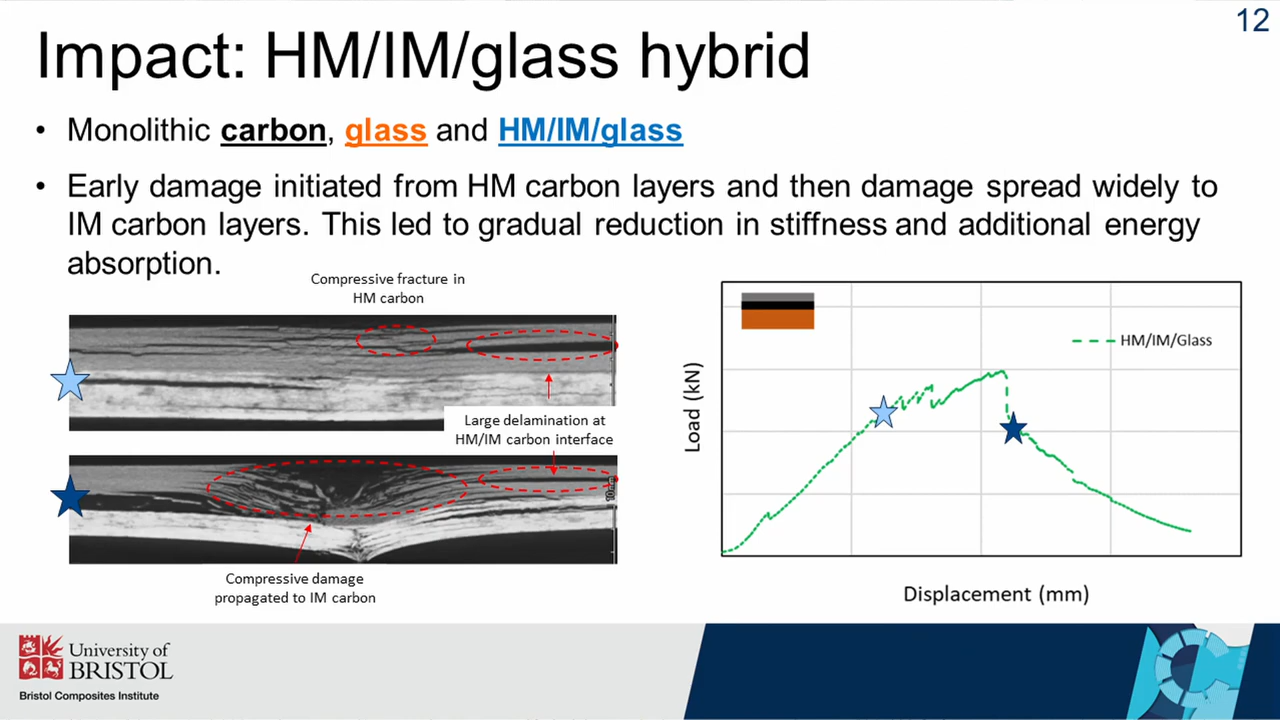 12
Impact: HM/IM/glass hybrid
• Monolithic carbon, glass and HM/IM/glass
• Early damage initiated from HM carbon layers and then damage spread widely to
IM carbon layers. This led to gradual reduction in stiffness and additional energy
absorption.
Compressive fracture in
HM carbon
Large delamination at
HM/IM carbon interface
10mm
Compressive damage
propagated to IM carbon
HM/IM/Glass
Load (kN)
Displacement (mm)
University of
BRISTOL
Bristol Composites Institute